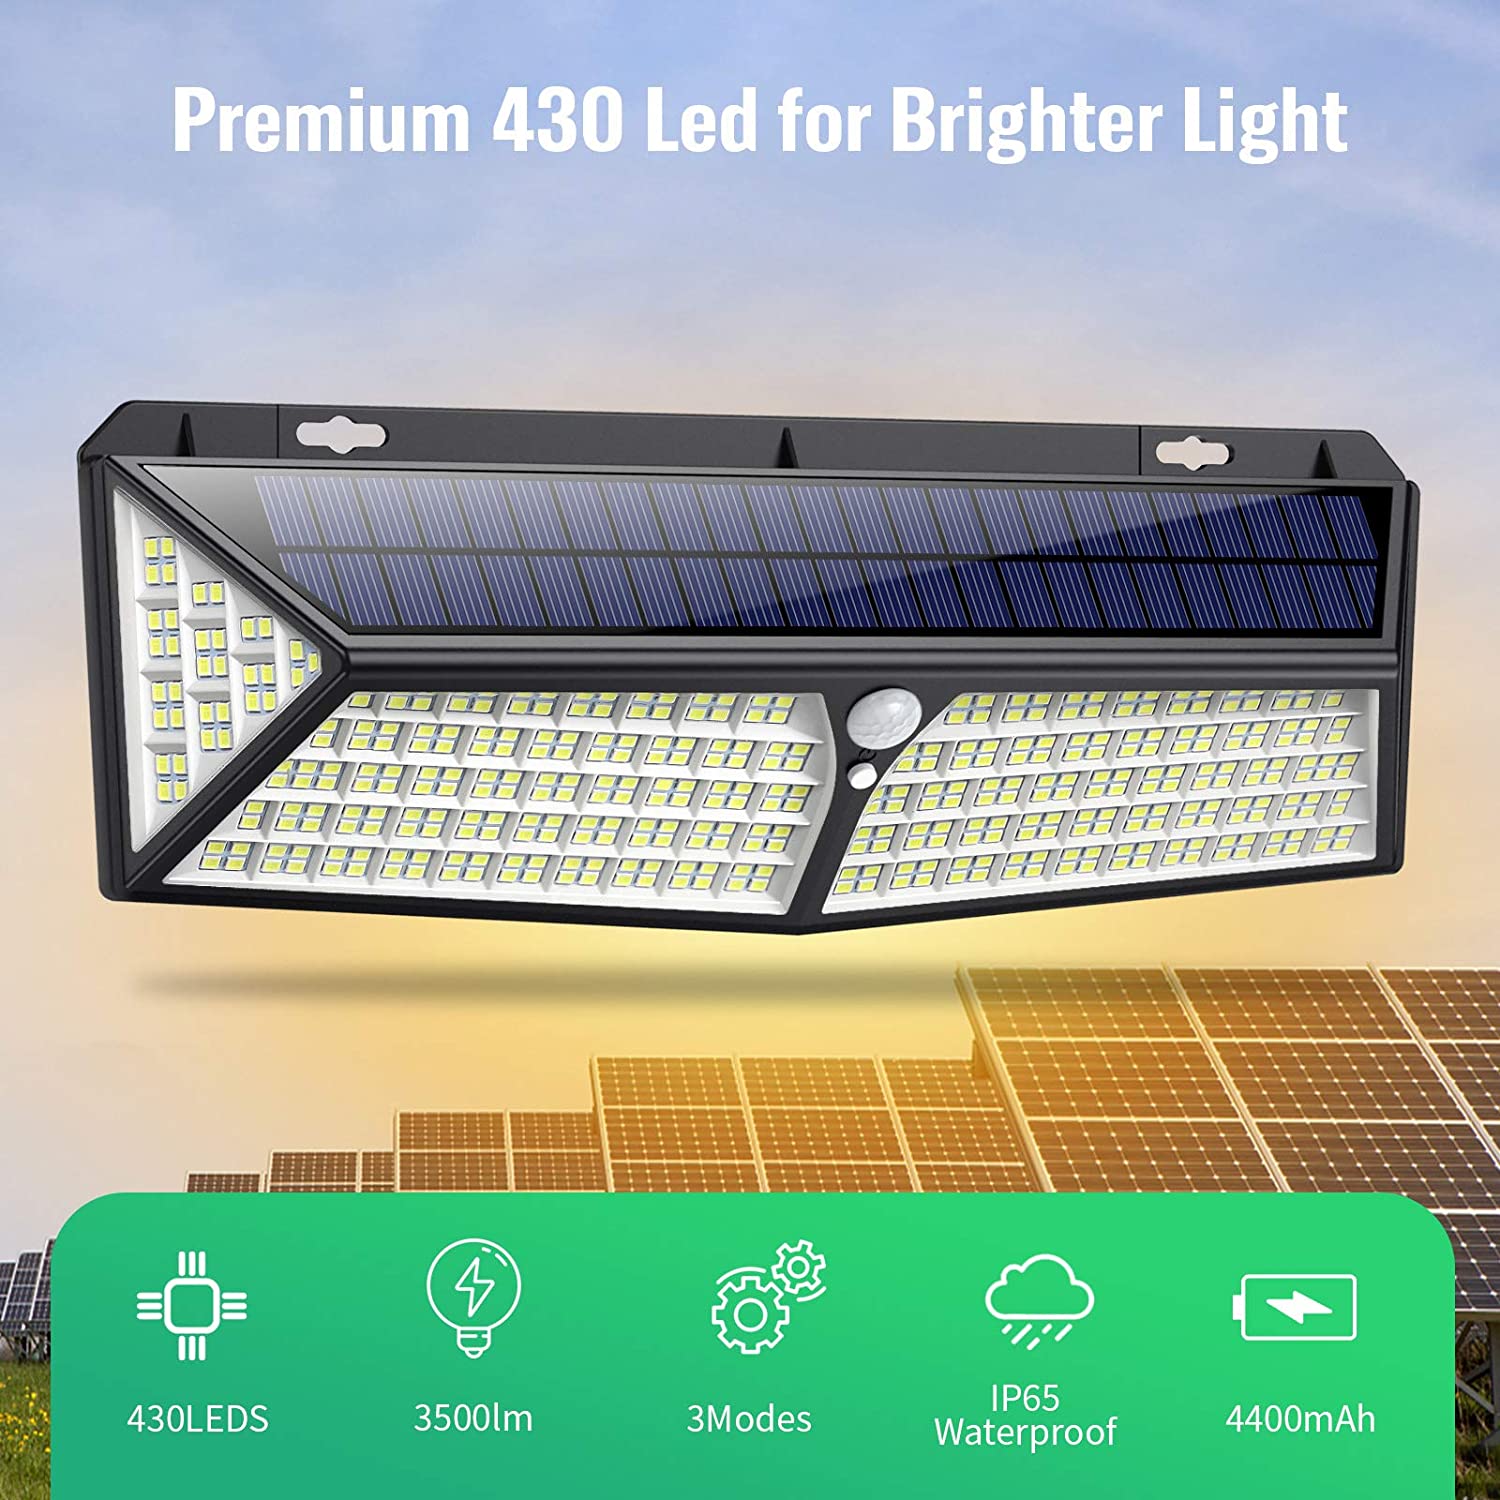 Premium 430 Led for Brighter Light
430LEDS
3500lm
3Modes
IP65
Waterproof
4400mAh